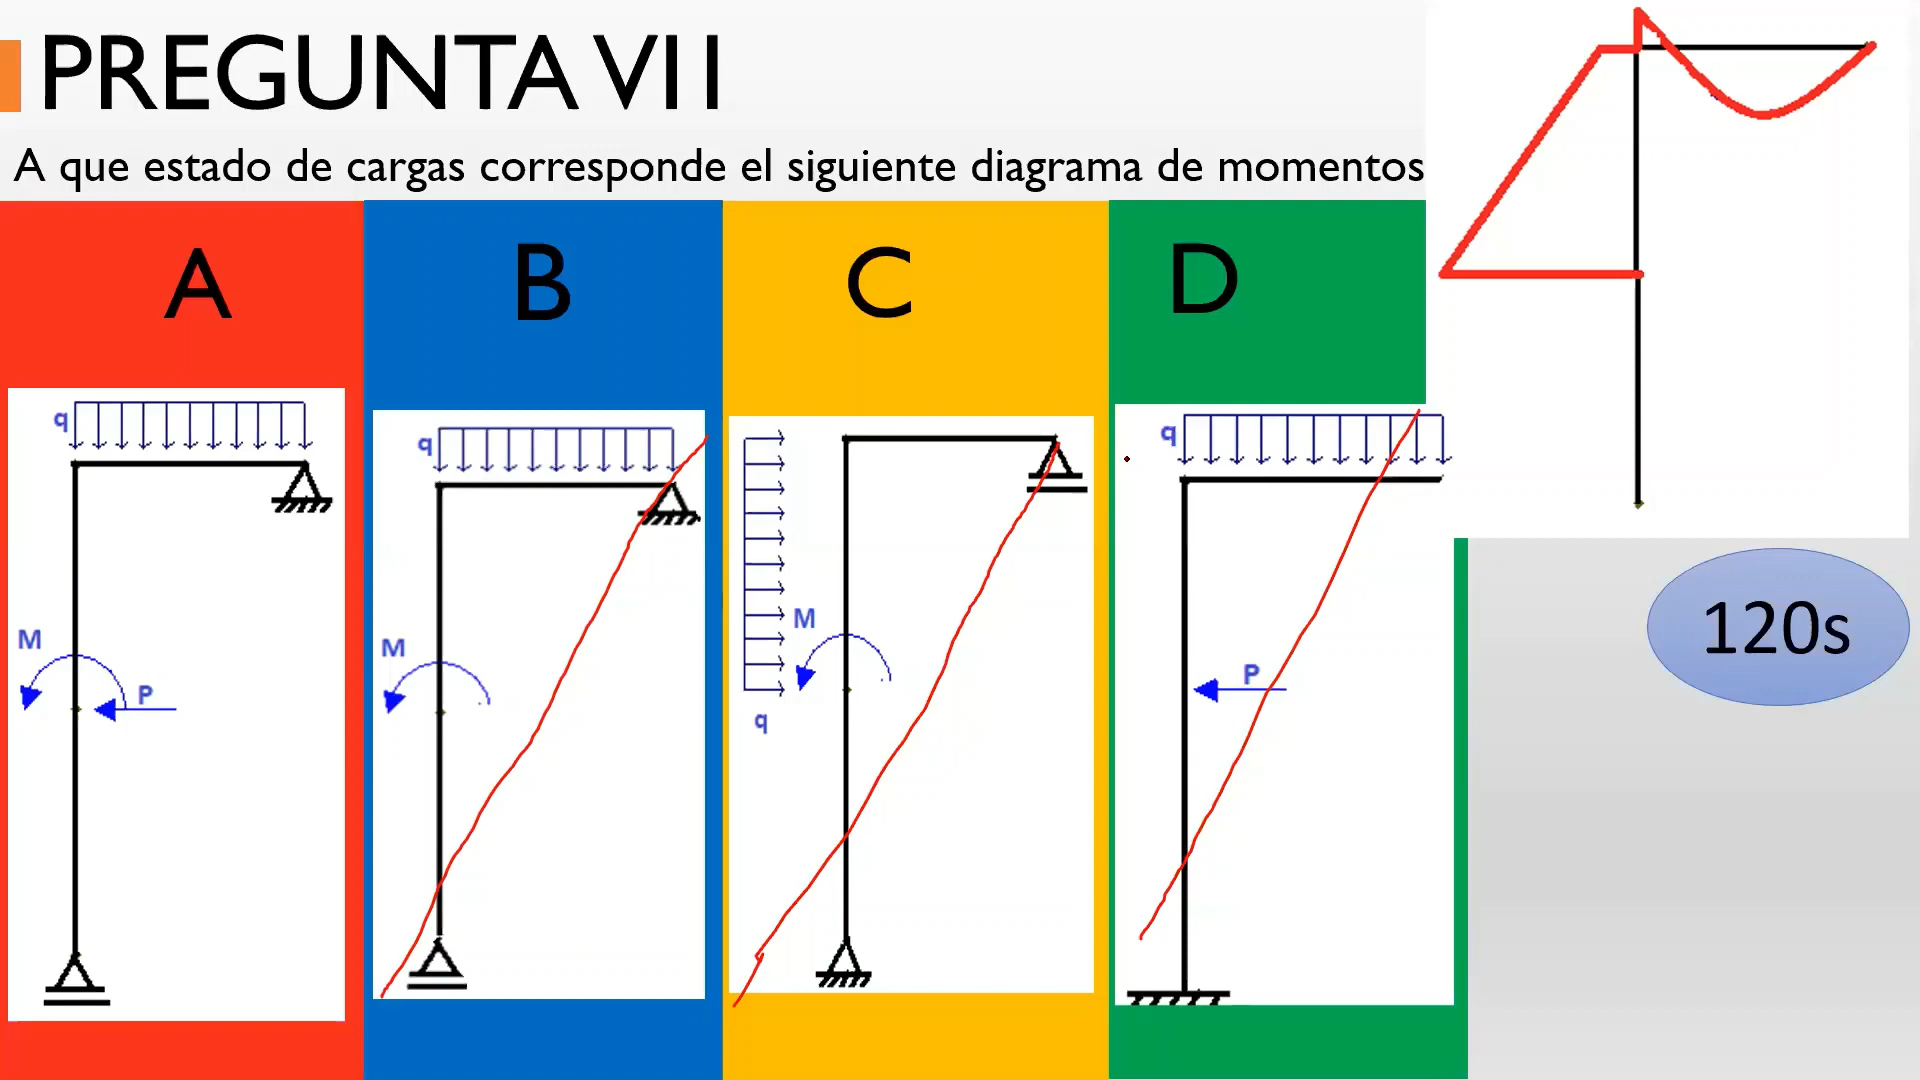 PREGUNTA VII
A que estado de cargas corresponde el siguiente diagrama de momentos
A
B
C
D
q
M
P
q
M
M
q
q
P
120s